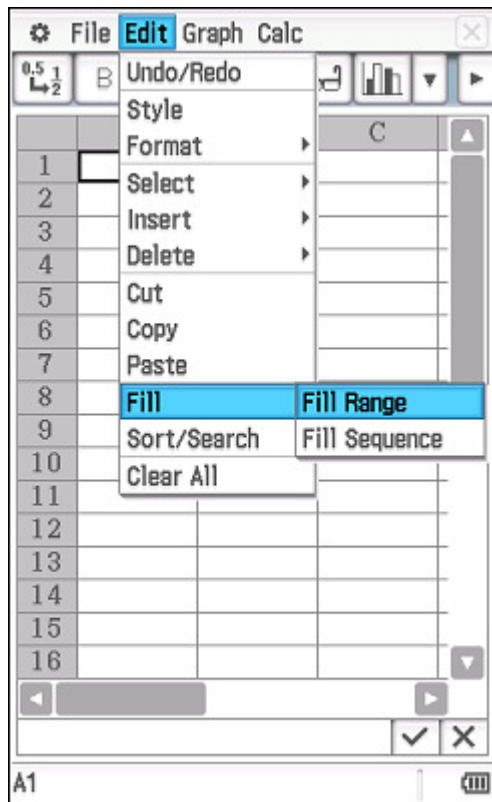 File Edit Graph Calc
0.5 1 2 B
Undo/Redo
Style
Format
Select
Insert
Delete
Cut
Copy
Paste
Fill
Sort/Search
Clear All
Fill Range
Fill Sequence
C
1
2
3
4
5
6
7
8
9
10
11
12
13
14
15
16
A1